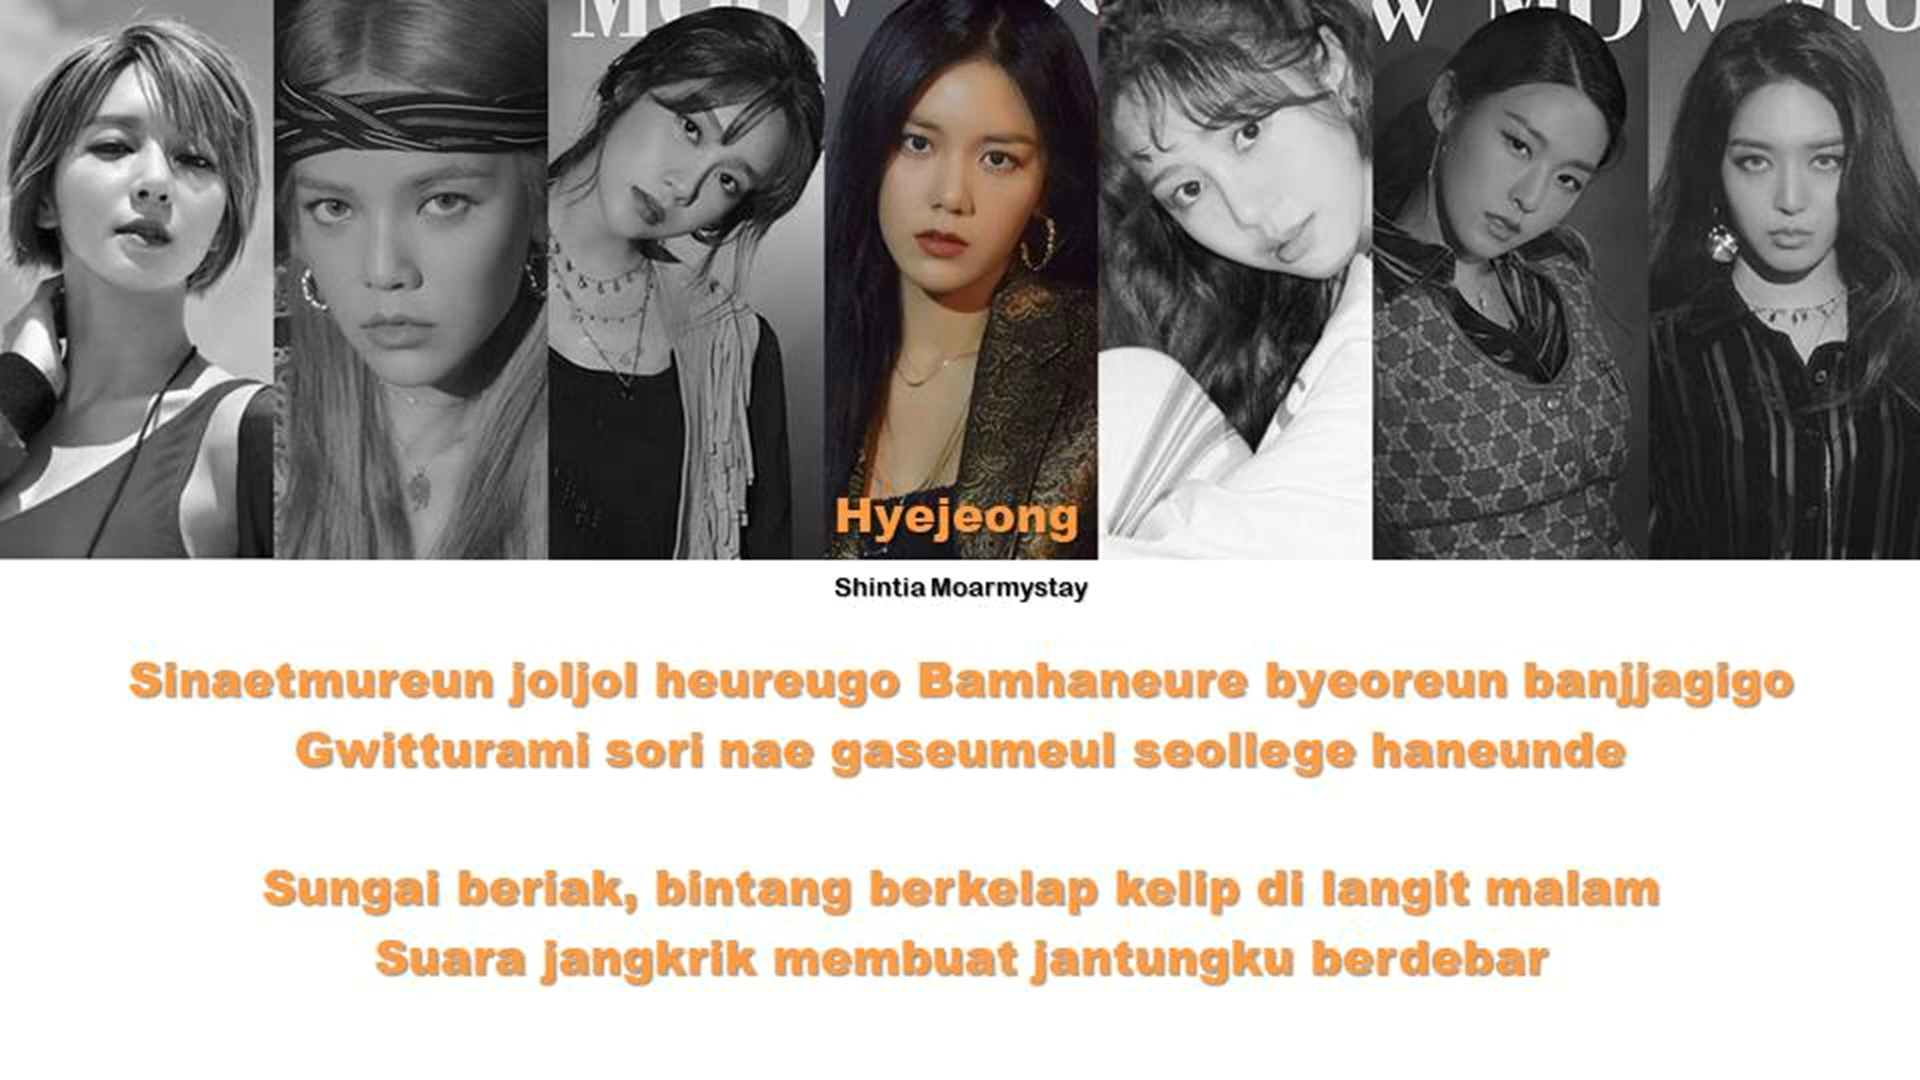 Hyejeong
Shintia Moarmystay
Sinaetmureun joljol heureugo Bamhaneure byeoreun banjjagigo
Gwitturami sori nae gaseumeul seollege haneunde
Sungai beriak, bintang berkelap kelip di langit malam
Suara jangkrik membuat jantungku berdebar